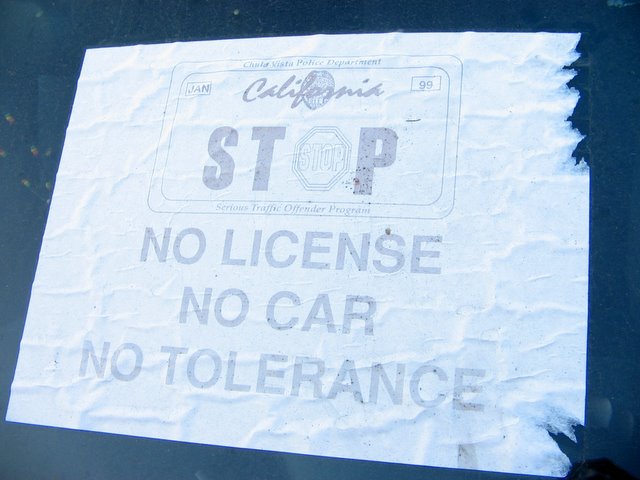 Chula Vista Police Department
JAN California 99
STOP STOP P
Serious Traffic Offender Program
NO LICENSE
NO CAR
NO TOLERANCE